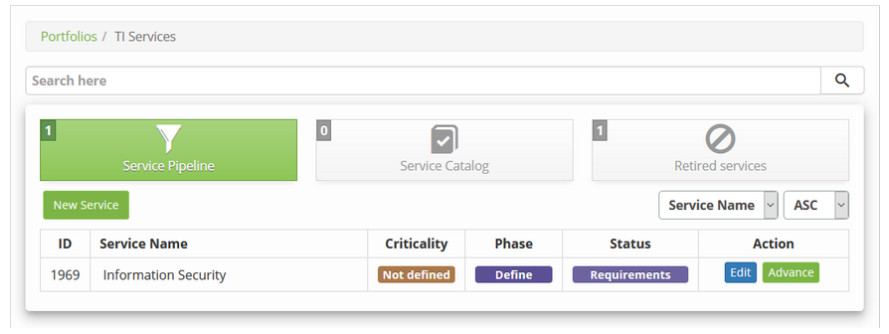 Portfolios / TI Services
Search here
1 0 1
Service Pipeline Service Catalog Retired services
New Service Service Name ASC
ID Service Name Criticality Phase Status Action
1969 Information Security Not defined Define Requirements Edit Advance